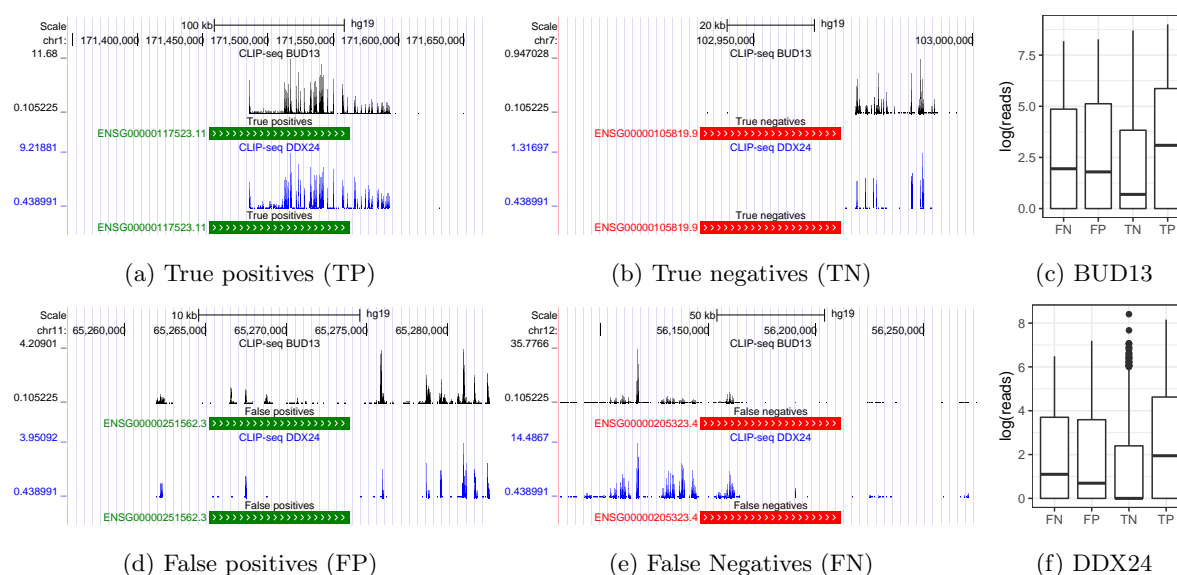 Scale
100 kb
hg19
chr1:
171,400,000
171,450,000
171,500,000
171,550,000
171,600,000
171,650,000
CLIP-seq BUD13
11.68 _
0.105225 _
True positives
ENSG00000117523.11
CLIP-seq DDX24
9.21881 _
0.438991 _
True positives
ENSG00000117523.11
(a) True positives (TP)
Scale
20 kb
hg19
chr7:
102,950,000
103,000,000
CLIP-seq BUD13
0.947028 _
0.105225 _
True negatives
ENSG00000105819.9
CLIP-seq DDX24
1.31697 _
0.438991 _
True negatives
ENSG00000105819.9
(b) True negatives (TN)
log(reads)
7.5
5.0
2.5
0.0
FN FP TN TP
(c) BUD13
Scale
10 kb
hg19
chr11:
65,260,000
65,265,000
65,270,000
65,275,000
65,280,000
CLIP-seq BUD13
4.20901 _
0.105225 _
False positives
ENSG00000251562.3
CLIP-seq DDX24
3.95092 _
0.438991 _
False positives
ENSG00000251562.3
(d) False positives (FP)
Scale
50 kb
hg19
chr12:
56,150,000
56,200,000
56,250,000
CLIP-seq BUD13
35.7766 _
0.105225 _
False negatives
ENSG00000205323.4
CLIP-seq DDX24
14.4867 _
0.438991 _
False negatives
ENSG00000205323.4
(e) False Negatives (FN)
log(reads)
8
6
4
2
0
FN FP TN TP
(f) DDX24